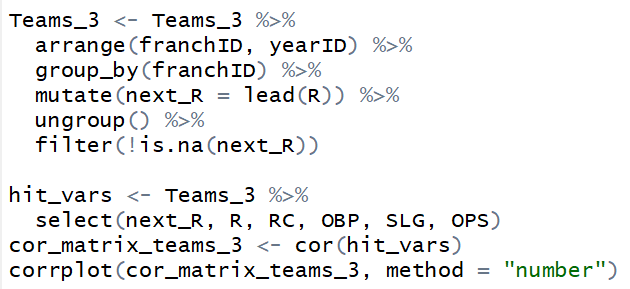 Teams_3 <- Teams_3 %>%
  arrange(franchID, yearID) %>%
  group_by(franchID) %>%
  mutate(next_R = lead(R)) %>%
  ungroup() %>%
  filter(!is.na(next_R))

hit_vars <- Teams_3 %>%
  select(next_R, R, RC, OBP, SLG, OPS)
cor_matrix_teams_3 <- cor(hit_vars)
corrplot(cor_matrix_teams_3, method = "number")